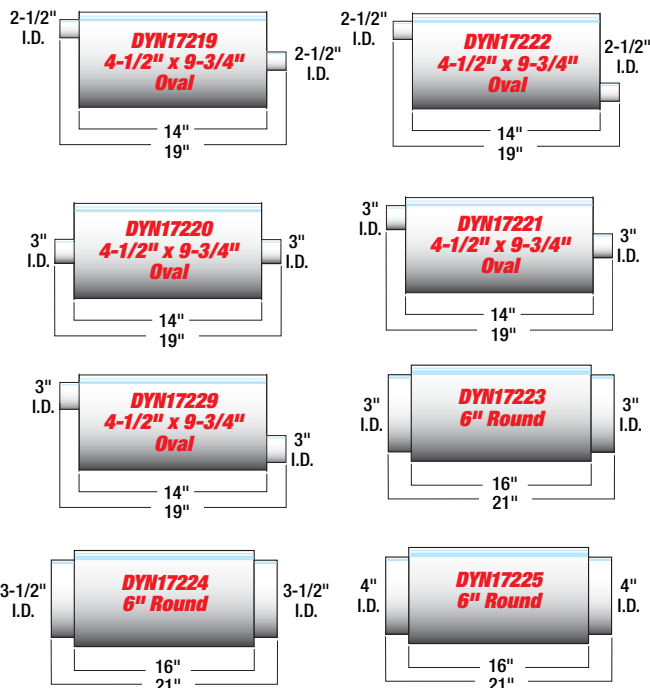 2-1/2"
I.D.
DYN17219
4-1/2" x 9-3/4"
Oval
2-1/2"
I.D.
14"
19"
2-1/2"
I.D.
DYN17222
4-1/2" x 9-3/4"
Oval
2-1/2"
I.D.
14"
19"
3"
I.D.
DYN17220
4-1/2" x 9-3/4"
Oval
3"
I.D.
14"
19"
3"
I.D.
DYN17221
4-1/2" x 9-3/4"
Oval
3"
I.D.
14"
19"
3"
I.D.
DYN17229
4-1/2" x 9-3/4"
Oval
3"
I.D.
14"
19"
3"
I.D.
DYN17223
6" Round
3"
I.D.
16"
21"
3-1/2"
I.D.
DYN17224
6" Round
3-1/2"
I.D.
16"
21"
4"
I.D.
DYN17225
6" Round
4"
I.D.
16"
21"